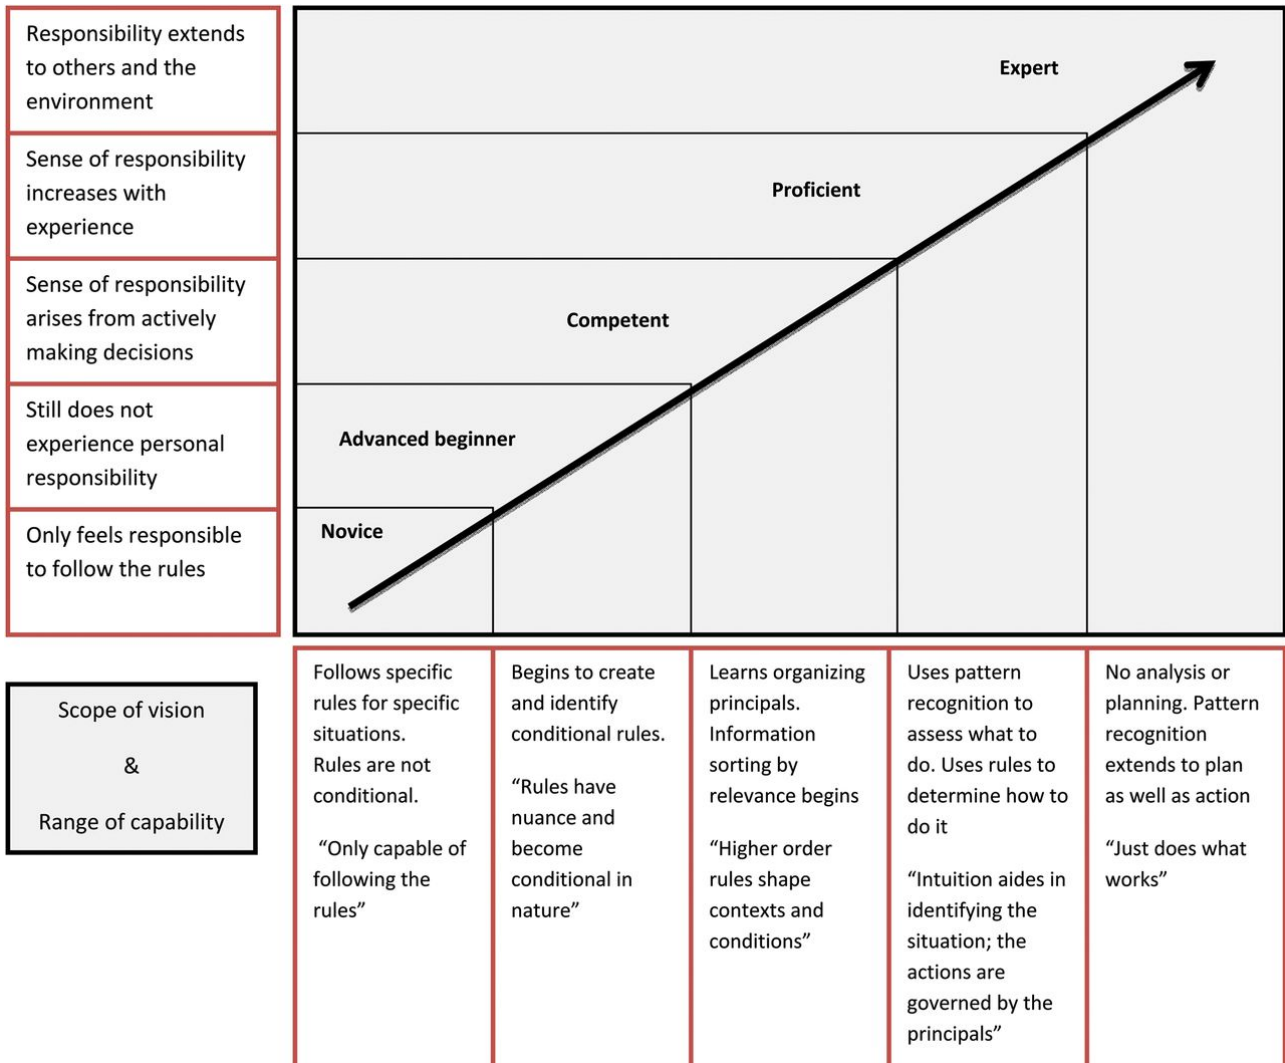 Responsibility extends
to others and the
environment
Sense of responsibility
increases with
experience
Sense of responsibility
arises from actively
making decisions
Still does not
experience personal
responsibility
Only feels responsible
to follow the rules
Expert
Proficient
Competent
Advanced beginner
Novice
Scope of vision
&
Range of capability
Follows specific
rules for specific
situations.
Rules are not
conditional.
“Only capable of
following the
rules”
Begins to create
and identify
conditional rules.
“Rules have
nuance and
become
conditional in
nature”
Learns organizing
principals.
Information
sorting by
relevance begins
“Higher order
rules shape
contexts and
conditions”
Uses pattern
recognition to
assess what to
do. Uses rules to
determine how to
do it
“Intuition aides in
identifying the
situation; the
actions are
governed by the
principals”
No analysis or
planning. Pattern
recognition
extends to plan
as well as action
“Just does what
works”